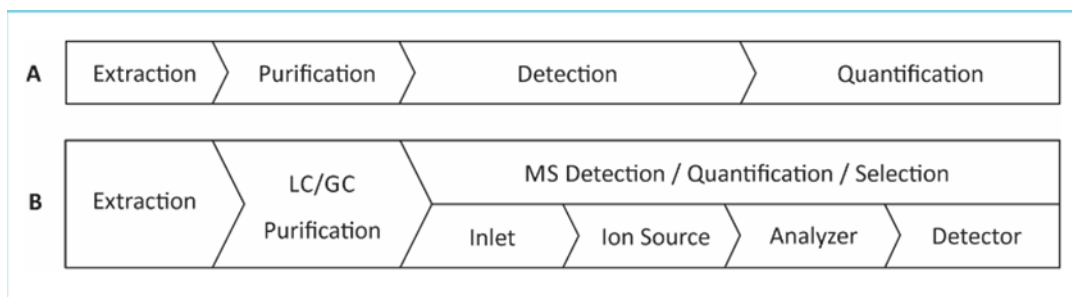 A
Extraction
Purification
Detection
Quantification
B
Extraction
LC/GC
Purification
MS Detection / Quantification / Selection
Inlet
Ion Source
Analyzer
Detector